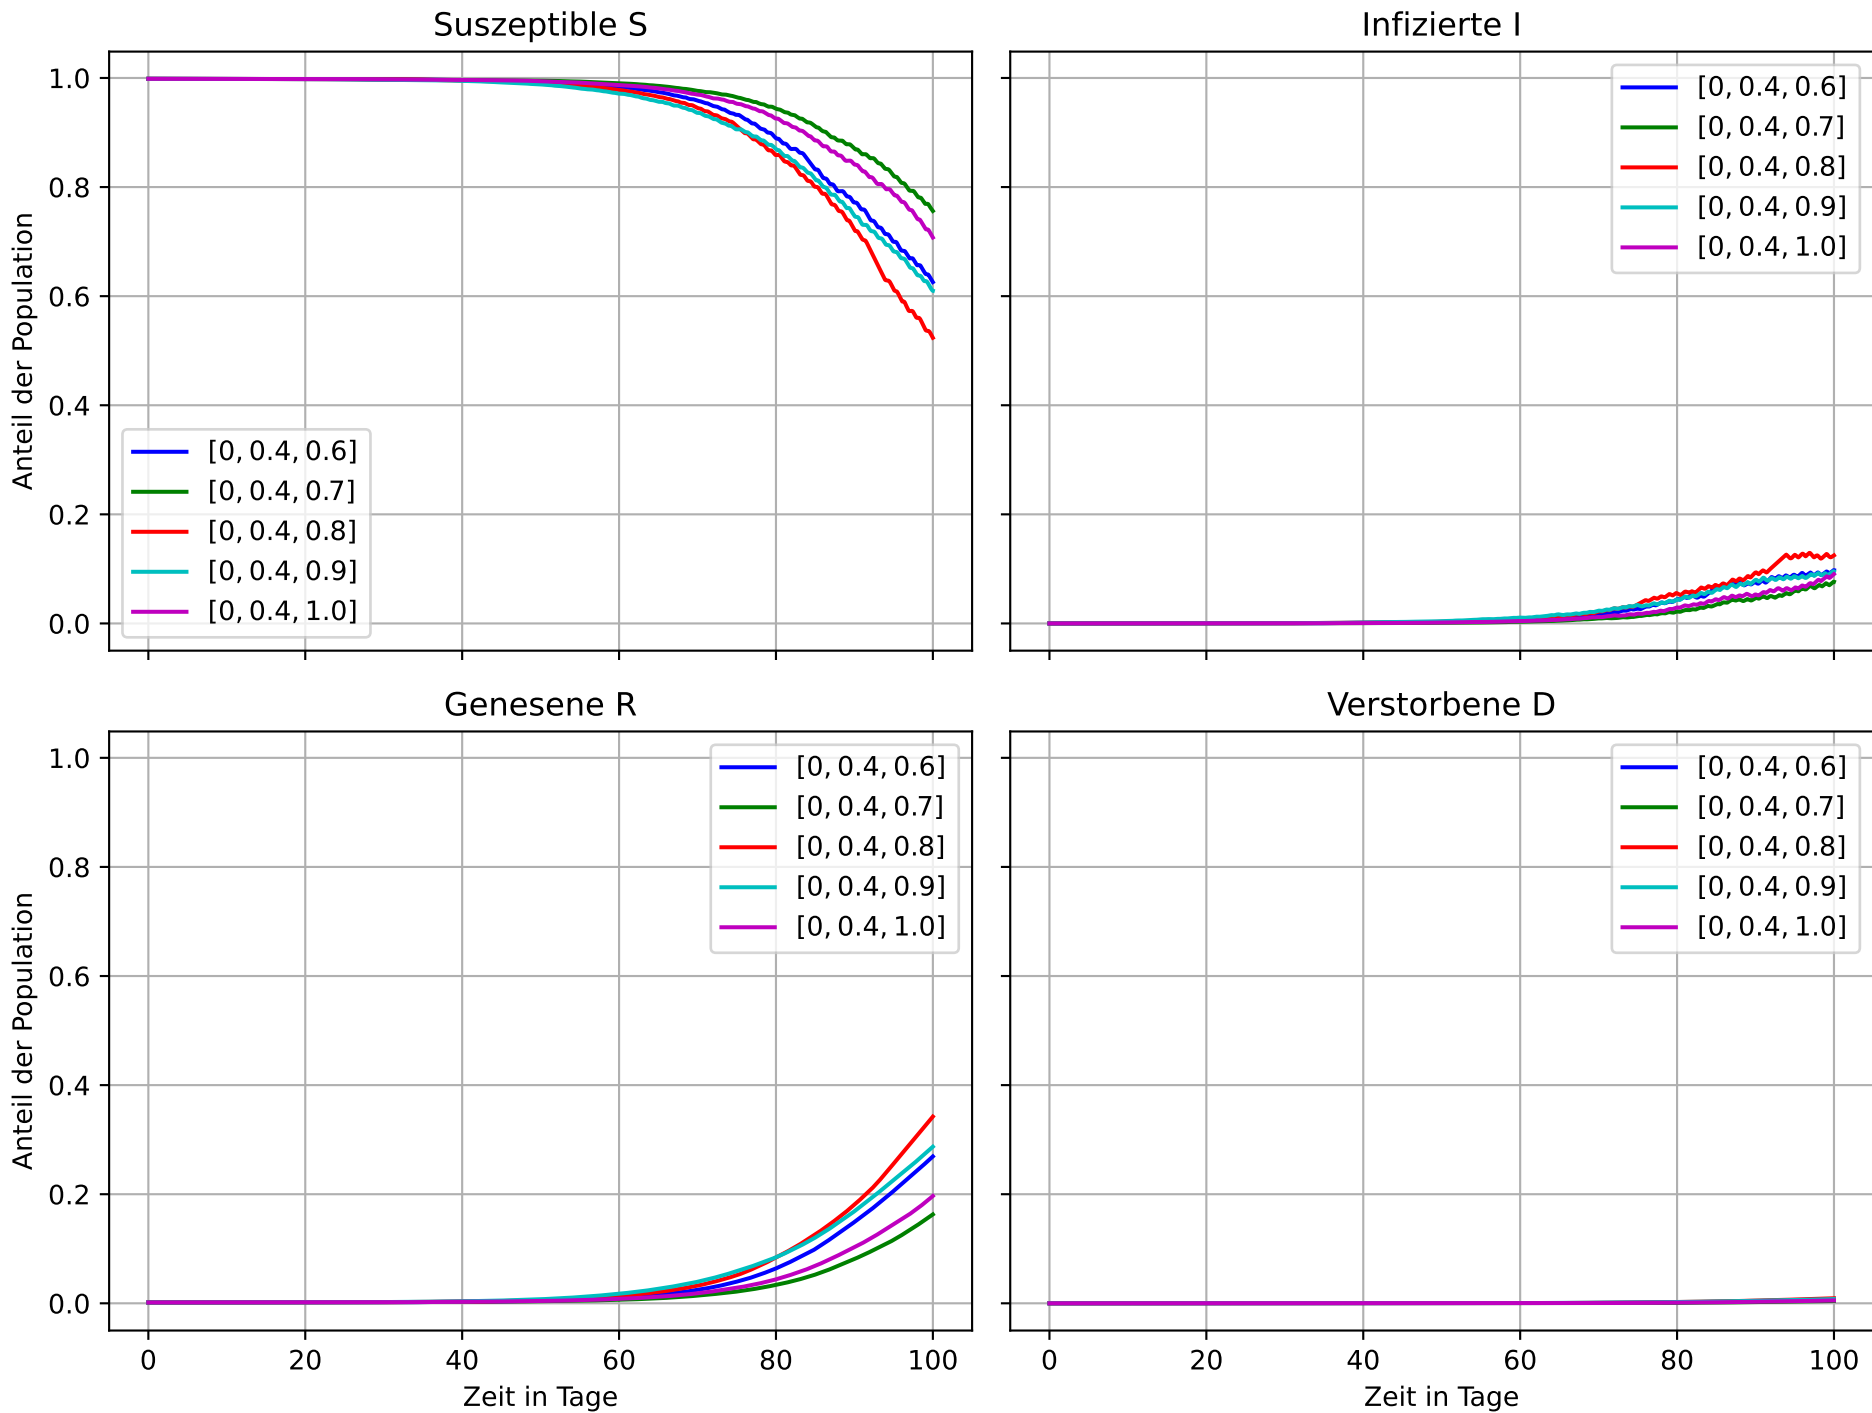 Suszeptible S
Anteil der Population
1.0
0.8
0.6
0.4
0.2
0.0
[0, 0.4, 0.6]
[0, 0.4, 0.7]
[0, 0.4, 0.8]
[0, 0.4, 0.9]
[0, 0.4, 1.0]
Infizierte I
[0, 0.4, 0.6]
[0, 0.4, 0.7]
[0, 0.4, 0.8]
[0, 0.4, 0.9]
[0, 0.4, 1.0]
Genesene R
Anteil der Population
1.0
0.8
0.6
0.4
0.2
0.0
[0, 0.4, 0.6]
[0, 0.4, 0.7]
[0, 0.4, 0.8]
[0, 0.4, 0.9]
[0, 0.4, 1.0]
0 20 40 60 80 100
Zeit in Tage
Verstorbene D
[0, 0.4, 0.6]
[0, 0.4, 0.7]
[0, 0.4, 0.8]
[0, 0.4, 0.9]
[0, 0.4, 1.0]
0 20 40 60 80 100
Zeit in Tage